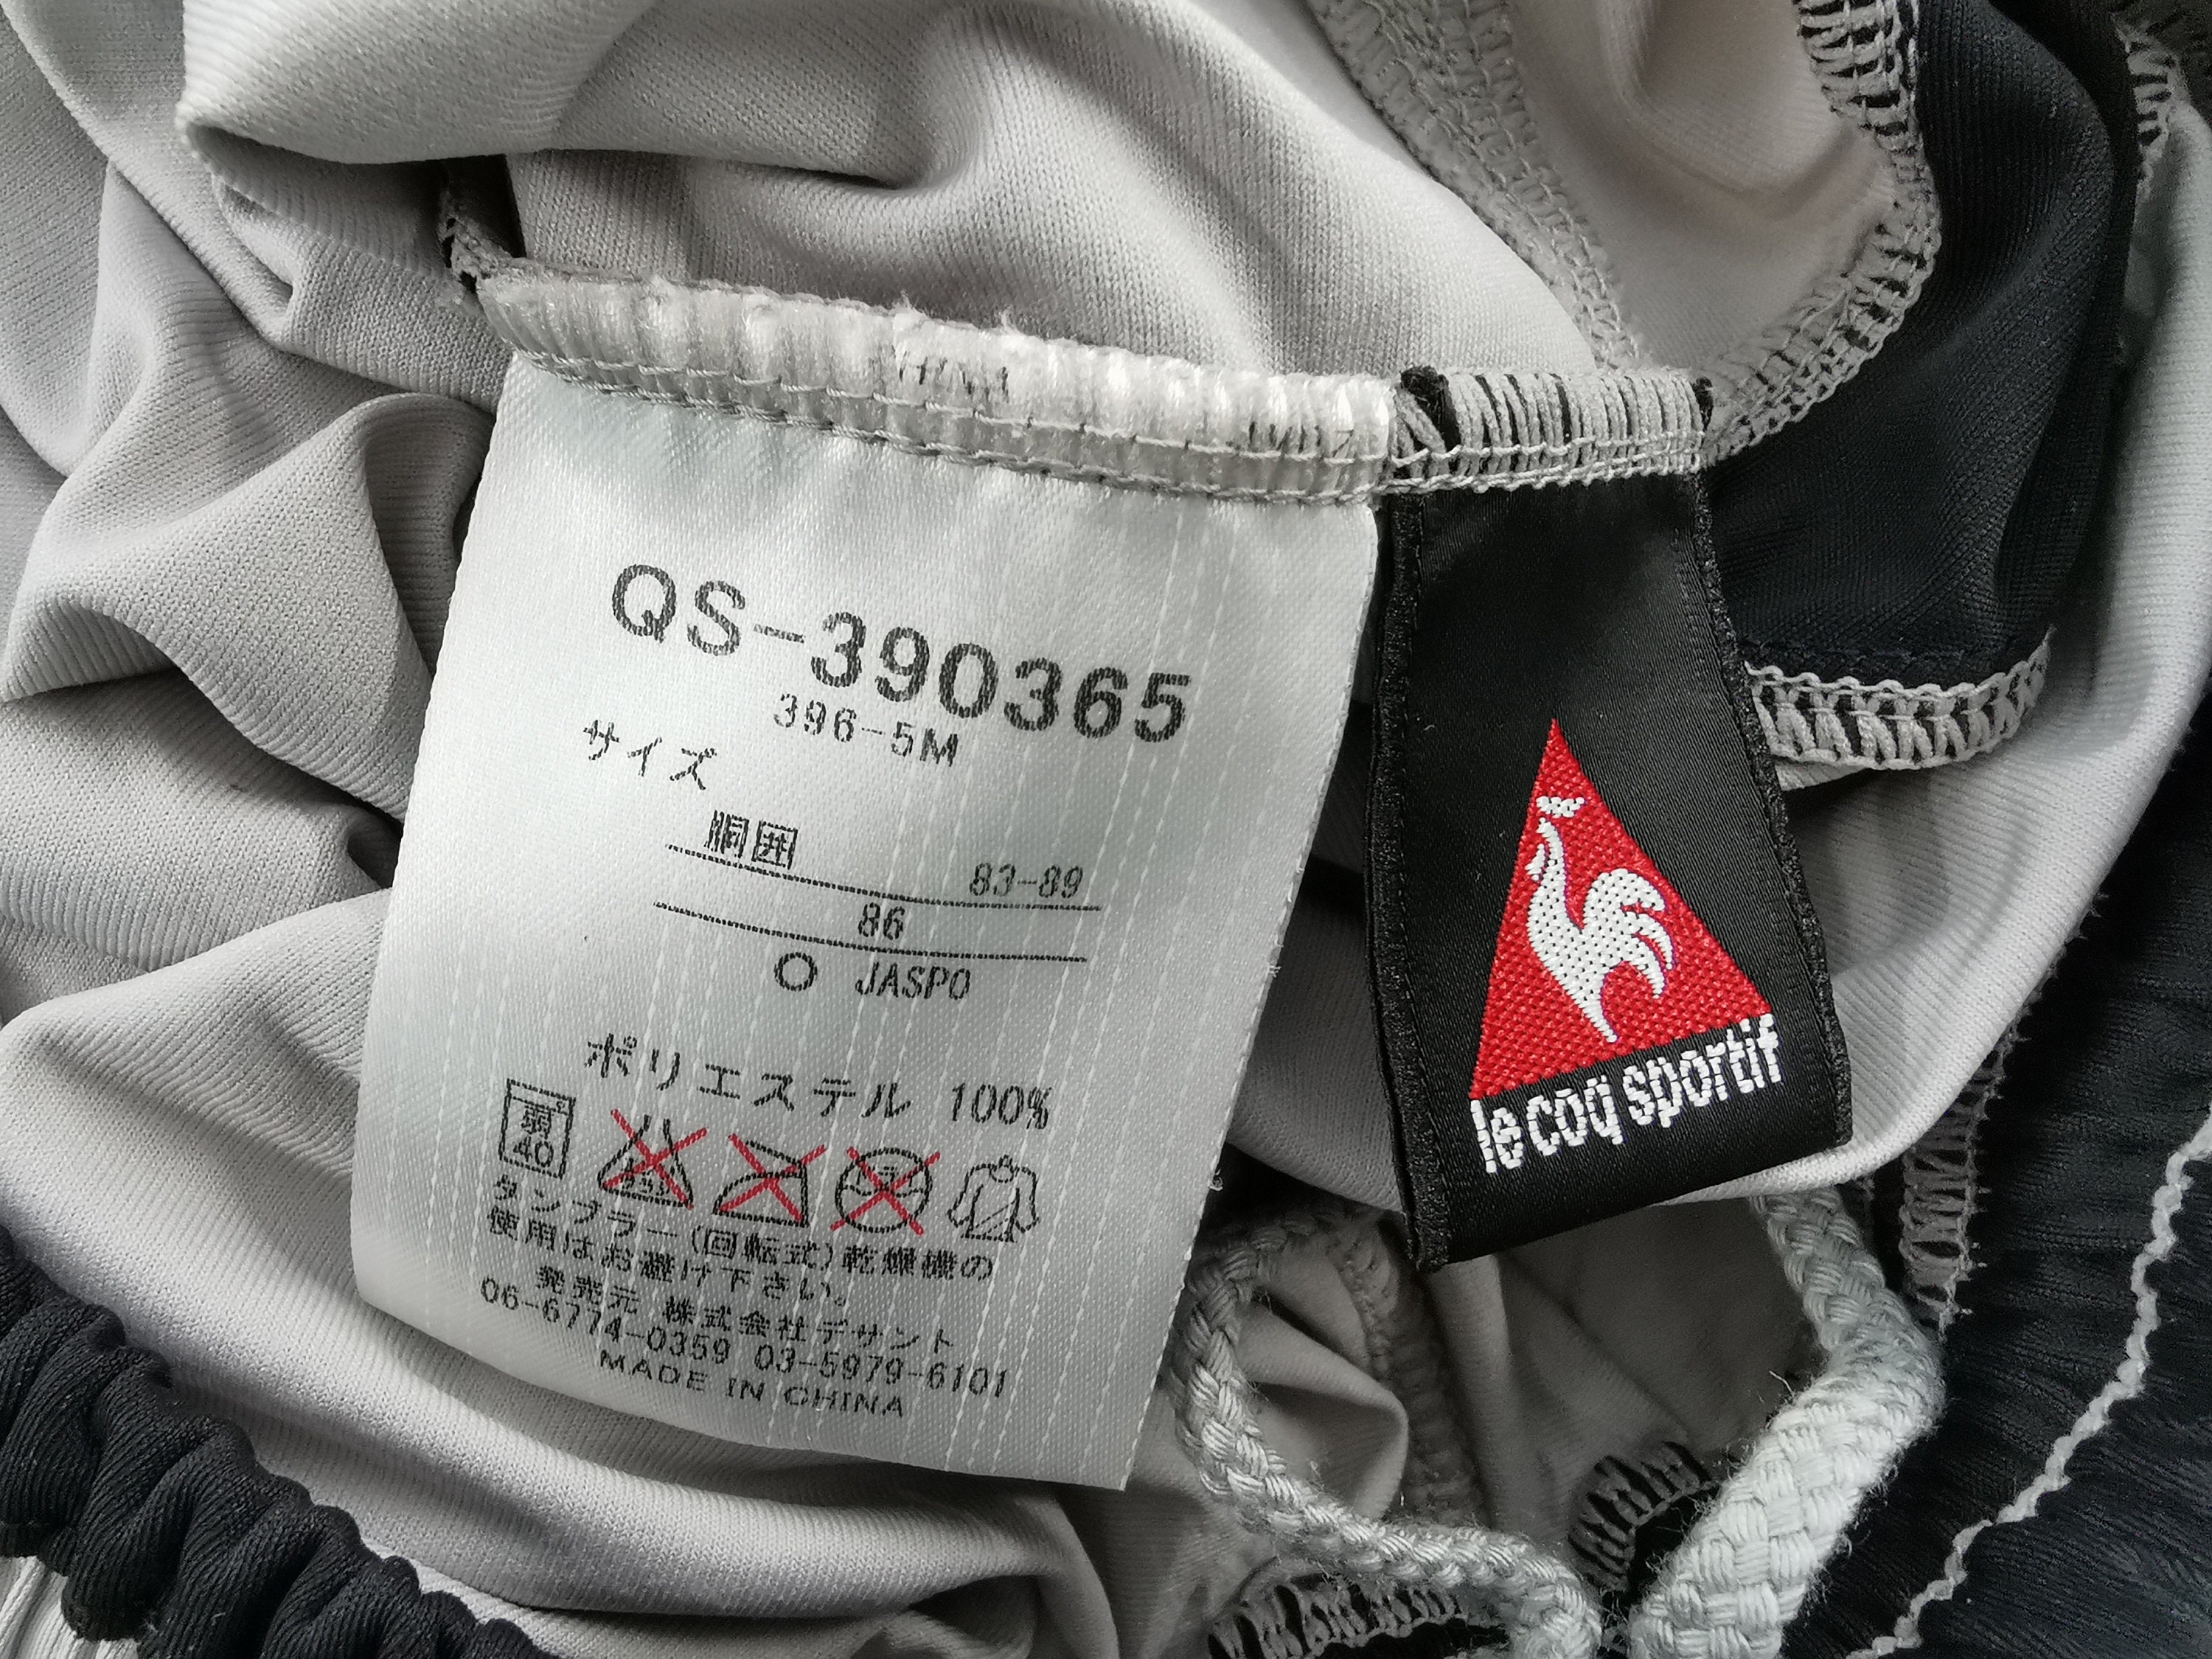 QS-390365
396-5M
サイズ
胴囲 83-89
86
○ JASPO
ポリエステル 100%
弱
40
タンブラー(回転式)乾燥機の
使用はお避け下さい。
発売元 株式会社デサント
06-6774-0359 03-5979-6101
MADE IN CHINA
le coq sportif